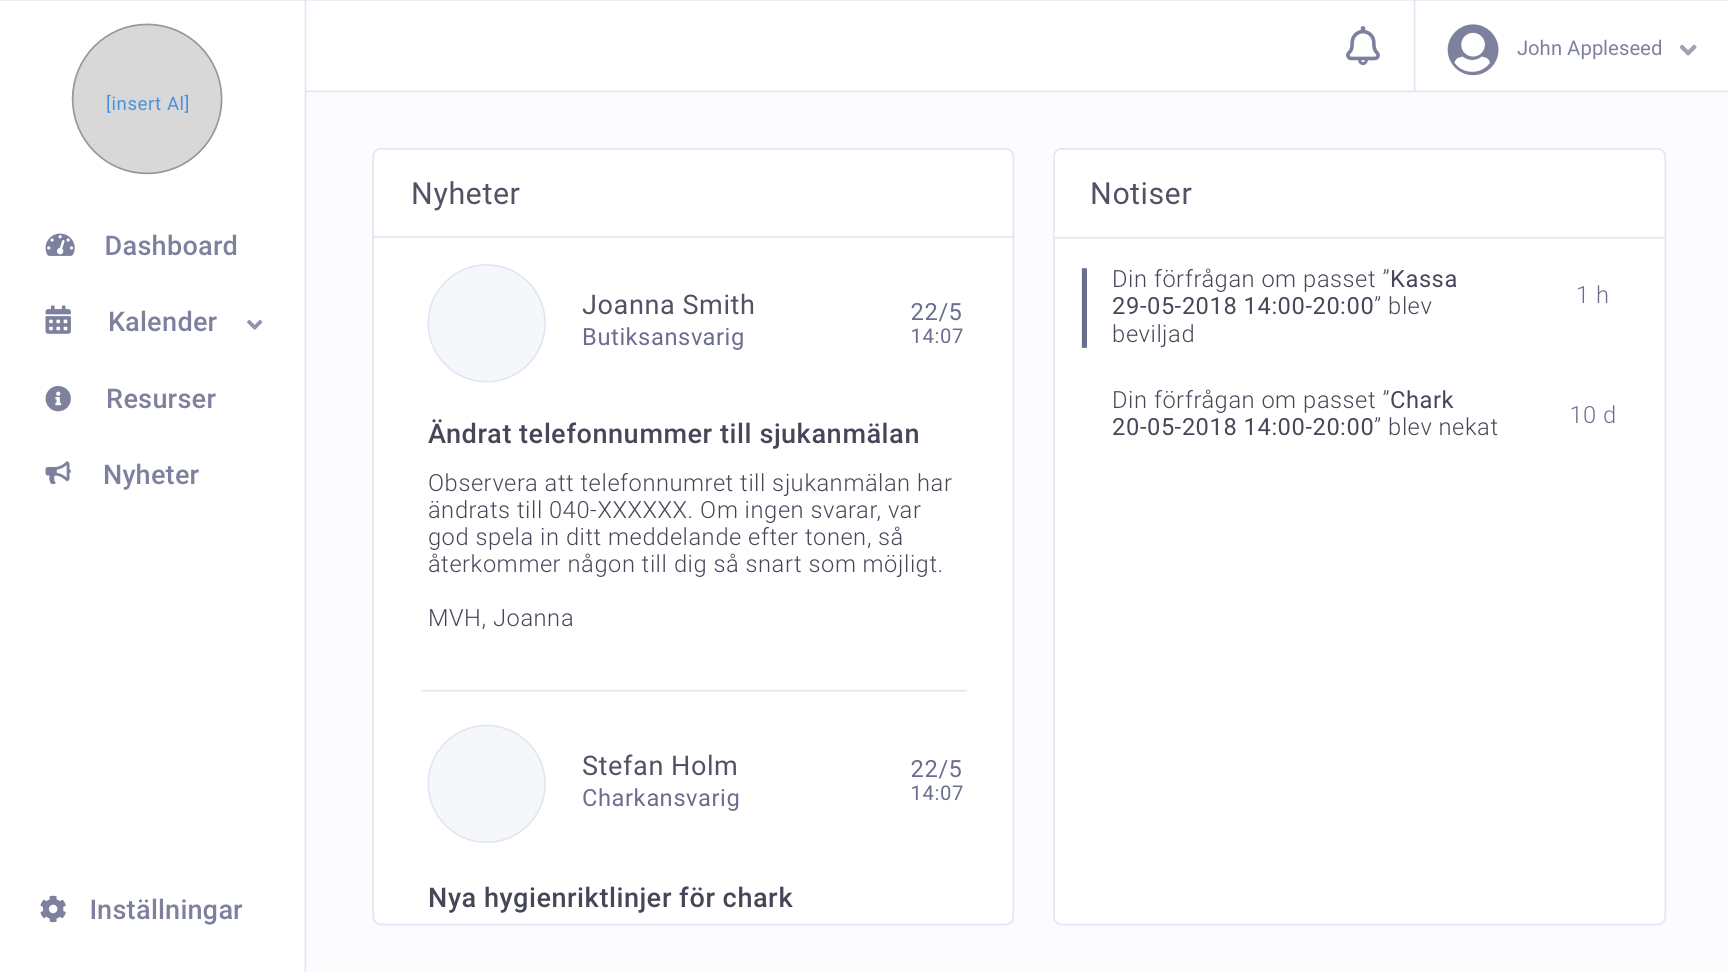 [insert AI]
Dashboard
Kalender
Resurser
Nyheter
Inställningar
John Appleseed
Nyheter
Joanna Smith
Butiksansvarig
22/5
14:07
Ändrat telefonnummer till sjukanmälan
Observera att telefonnumret till sjukanmälan har
ändrats till 040-XXXXXX. Om ingen svarar, var
god spela in ditt meddelande efter tonen, så
återkommer någon till dig så snart som möjligt.
MVH, Joanna
Stefan Holm
Charkansvarig
22/5
14:07
Nya hygienriktlinjer för chark
Notiser
Din förfrågan om passet ”Kassa
29-05-2018 14:00-20:00” blev
beviljad
1 h
Din förfrågan om passet ”Chark
20-05-2018 14:00-20:00” blev nekat
10 d